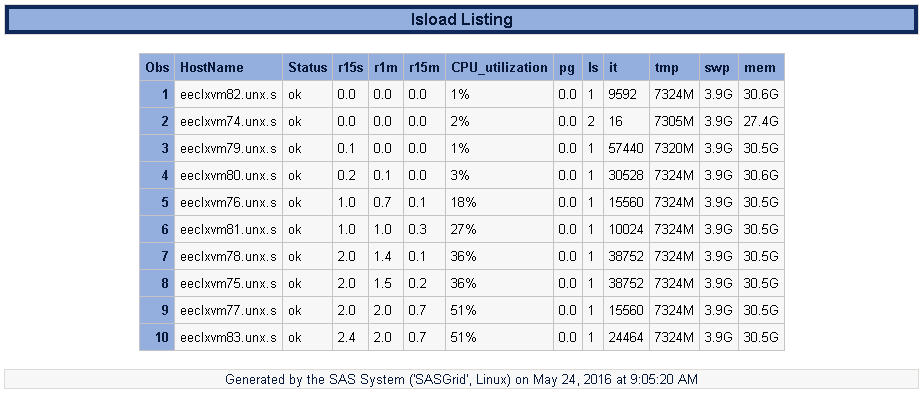 lsload Listing
Obs HostName Status r15s r1m r15m CPU_utilization pg ls it tmp swp mem
1 eeclxvm82.unx.s ok 0.0 0.0 0.0 1% 0.0 1 9592 7324M 3.9G 30.6G
2 eeclxvm74.unx.s ok 0.0 0.0 0.0 2% 0.0 2 16 7305M 3.9G 27.4G
3 eeclxvm79.unx.s ok 0.1 0.0 0.0 1% 0.0 1 57440 7320M 3.9G 30.5G
4 eeclxvm80.unx.s ok 0.2 0.1 0.0 3% 0.0 1 30528 7324M 3.9G 30.6G
5 eeclxvm76.unx.s ok 1.0 0.7 0.1 18% 0.0 1 15560 7324M 3.9G 30.5G
6 eeclxvm81.unx.s ok 1.0 1.0 0.3 27% 0.0 1 10024 7324M 3.9G 30.5G
7 eeclxvm78.unx.s ok 2.0 1.4 0.1 36% 0.0 1 38752 7324M 3.9G 30.5G
8 eeclxvm75.unx.s ok 2.0 1.5 0.2 36% 0.0 1 38752 7324M 3.9G 30.5G
9 eeclxvm77.unx.s ok 2.0 2.0 0.7 51% 0.0 1 15560 7324M 3.9G 30.5G
10 eeclxvm83.unx.s ok 2.4 2.0 0.7 51% 0.0 1 24464 7324M 3.9G 30.5G
Generated by the SAS System ('SASGrid', Linux) on May 24, 2016 at 9:05:20 AM